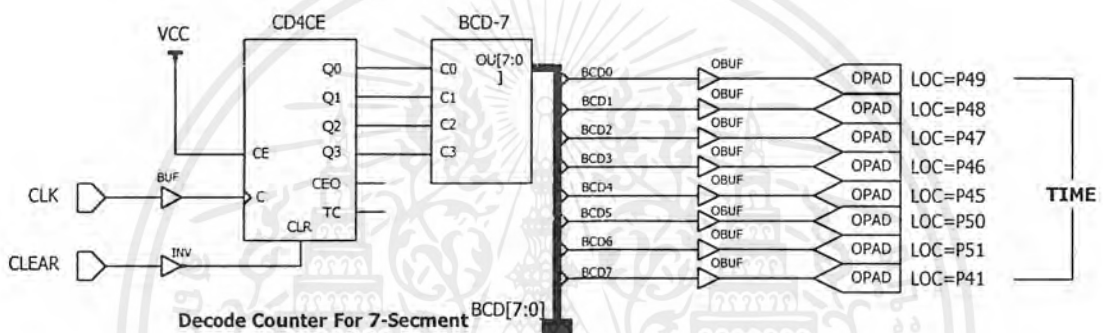 CD4CE
BCD-7
VCC
OU[7:0
]
Q0
C0
Q1
C1
Q2
C2
Q3
C3
CE
CEO
TC
C
CLR
CLK
BUF
CLEAR
INV
BCD0 OBUF OPAD LOC=P49
BCD1 OBUF OPAD LOC=P48
BCD2 OBUF OPAD LOC=P47
BCD3 OBUF OPAD LOC=P46
BCD4 OBUF OPAD LOC=P45
BCD5 OBUF OPAD LOC=P50
BCD6 OBUF OPAD LOC=P51
BCD7 OBUF OPAD LOC=P41
TIME
Decode Counter For 7-Secment
BCD[7:0]